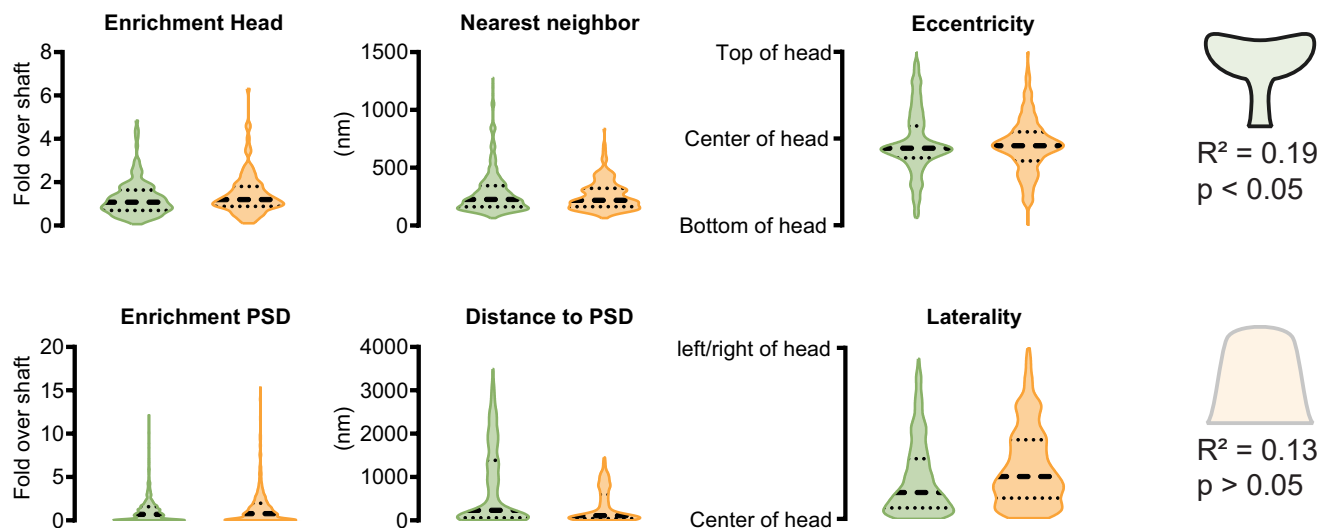 Enrichment Head
Fold over shaft
8
6
4
2
0
Nearest neighbor
(nm)
1500
1000
500
0
Eccentricity
Top of head
Center of head
Bottom of head
R² = 0.19
p < 0.05
Enrichment PSD
Fold over shaft
20
15
10
5
0
Distance to PSD
(nm)
4000
3000
2000
1000
0
Laterality
left/right of head
Center of head
R² = 0.13
p > 0.05